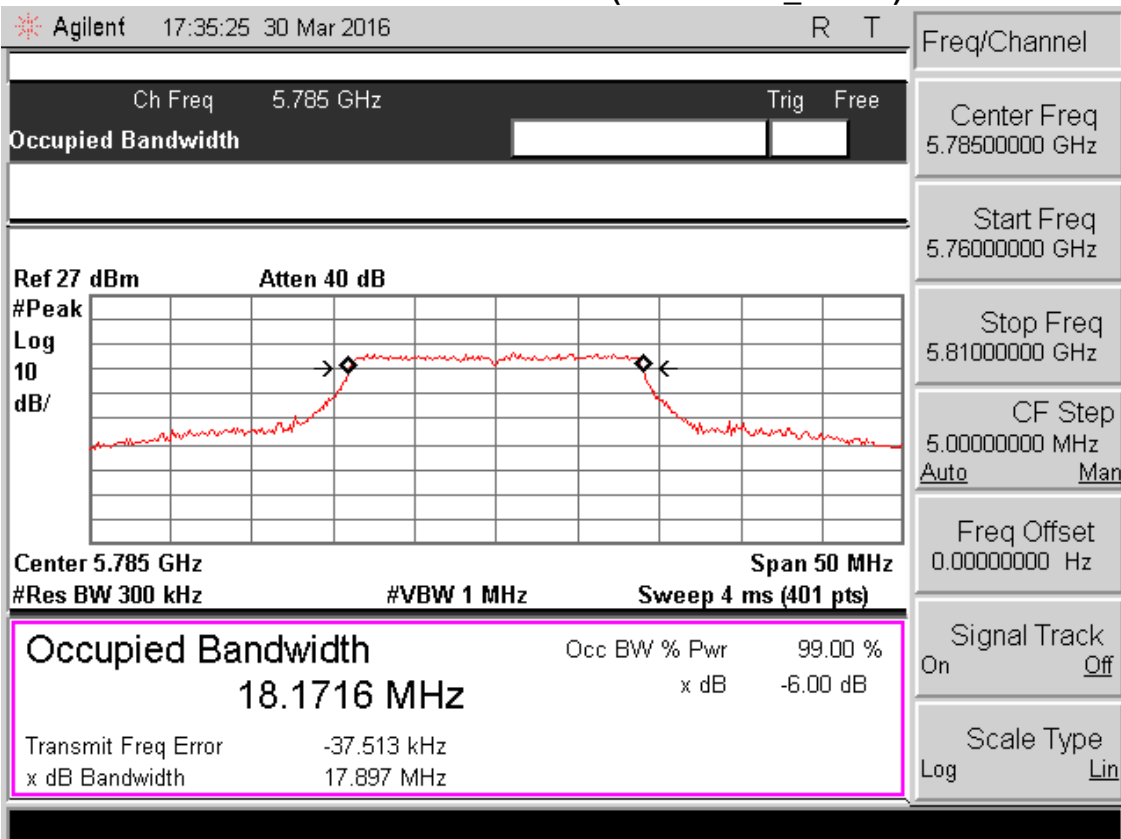 Agilent 17:35:25 30 Mar 2016 R T
Freq/Channel
Ch Freq 5.785 GHz Trig Free
Occupied Bandwidth
Center Freq
5.78500000 GHz
Start Freq
5.76000000 GHz
Stop Freq
5.81000000 GHz
CF Step
5.00000000 MHz
Auto Man
Freq Offset
0.00000000 Hz
Signal Track
On Off
Scale Type
Log Lin
Ref 27 dBm Atten 40 dB
#Peak
Log
10
dB/
Center 5.785 GHz Span 50 MHz
#Res BW 300 kHz #VBW 1 MHz Sweep 4 ms (401 pts)
Occupied Bandwidth Occ BW % Pwr 99.00 %
18.1716 MHz x dB -6.00 dB
Transmit Freq Error -37.513 kHz
x dB Bandwidth 17.897 MHz